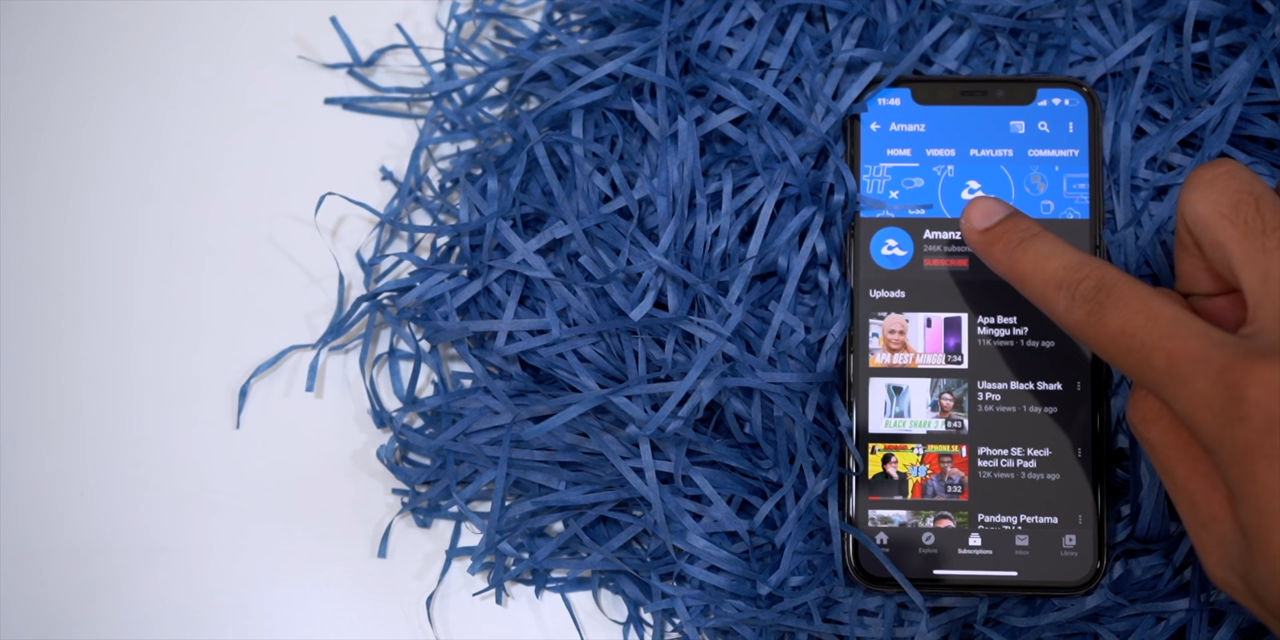 11:46
Amanz
HOME VIDEOS PLAYLISTS COMMUNITY
CSS
Amanz
246K
SUBSCRIBE
Uploads
APA BEST
7:34
Apa Best
Minggu Ini?
11K views · 1 day ago
BLACK SHARK 3
8:43
Ulasan Black Shark
3 Pro
3.6K views · 1 day ago
IPHONE SE
VS
3:32
iPhone SE: Kecil-
kecil Cili Padi
12K views · 3 days ago
Pandang Pertama
Explore Subscriptions Inbox Library